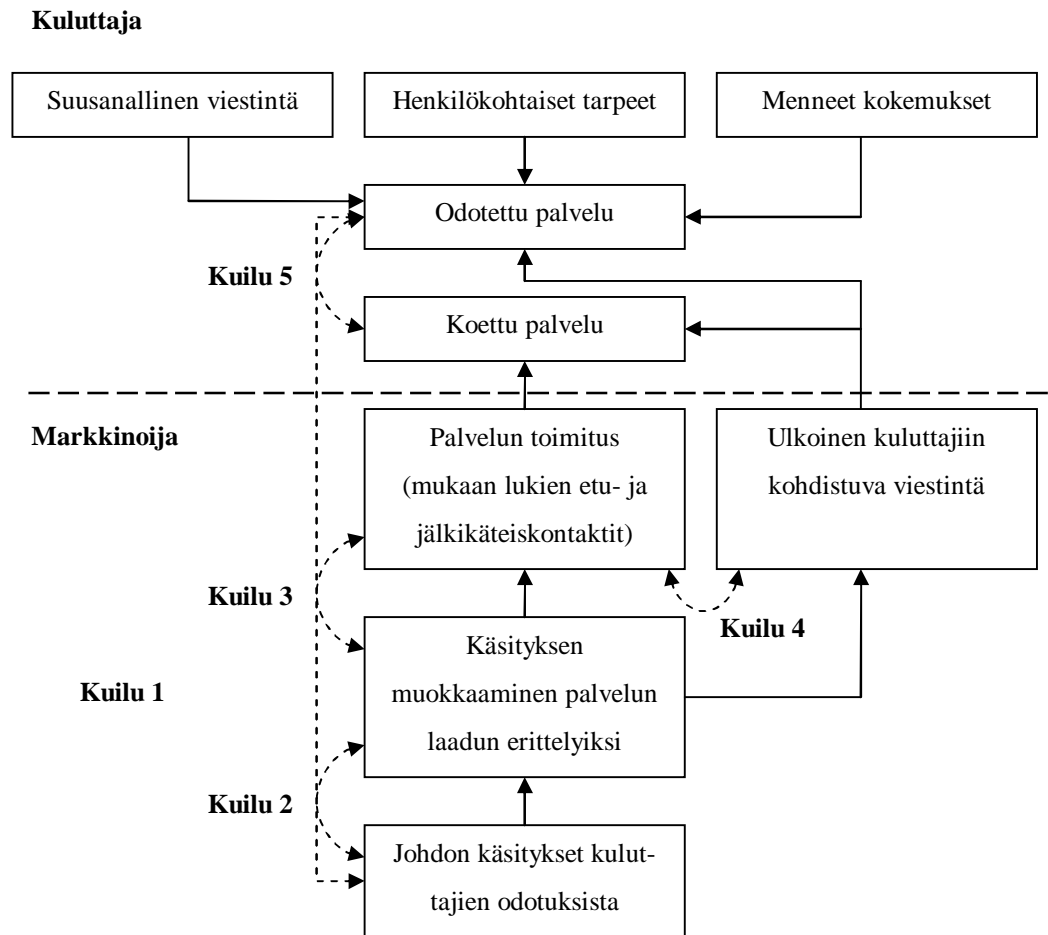 Kuluttaja
Suusanallinen viestintä
Henkilökohtaiset tarpeet
Menneet kokemukset
Odotettu palvelu
Kuilu 5
Koettu palvelu
Markkinoija
Palvelun toimitus
(mukaan lukien etu- ja
jälkikäteiskontaktit)
Ulkoinen kuluttajiin
kohdistuva viestintä
Kuilu 3
Kuilu 4
Käsityksen
muokkaaminen palvelun
laadun erittelyiksi
Kuilu 1
Kuilu 2
Johdon käsitykset kulut-
tajien odotuksista